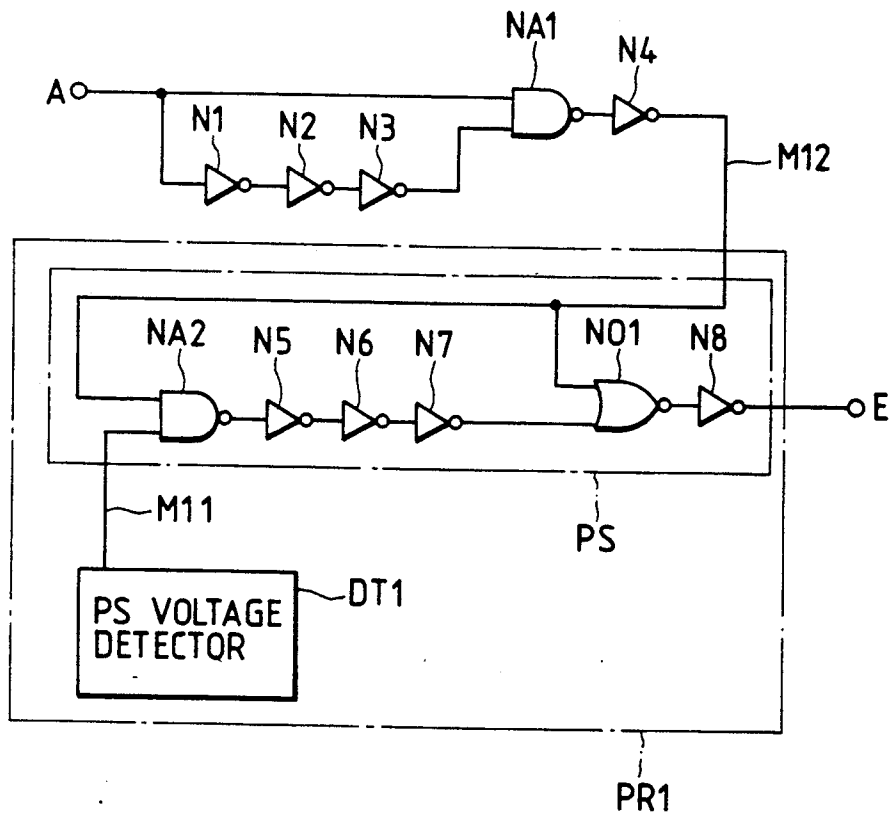 NA1
N4
A
N1
N2
N3
M12
NA2
N5
N6
N7
NO1
N8
E
M11
PS
DT1
PS VOLTAGE
DETECTOR
PR1